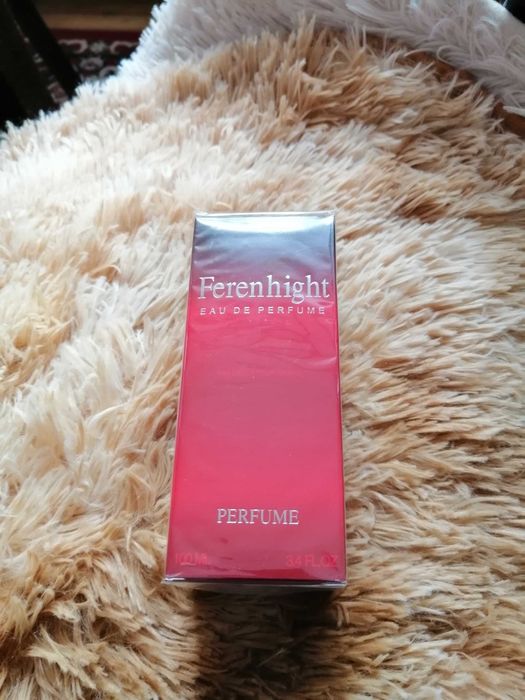 Ferenhight
EAU DE PERFUME
PERFUME
100ML 3.4 FL.OZ